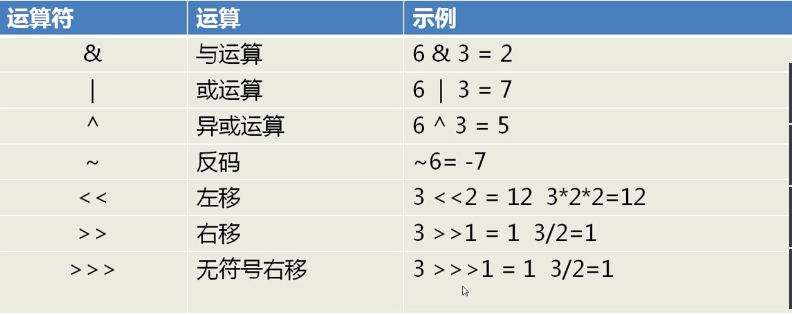 运算符 运算 示例
& 与运算 6 & 3 = 2
| 或运算 6 | 3 = 7
^ 异或运算 6 ^ 3 = 5
~ 反码 ~6= -7
<< 左移 3 <<2 = 12 3*2*2=12
>> 右移 3 >>1 = 1 3/2=1
>>> 无符号右移 3 >>>1 = 1 3/2=1